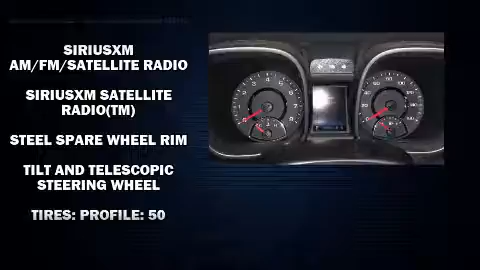 SIRIUSXM
AM/FM/SATELLITE RADIO
SIRIUSXM SATELLITE
RADIO(TM)
STEEL SPARE WHEEL RIM
TILT AND TELESCOPIC
STEERING WHEEL
TIRES: PROFILE: 50